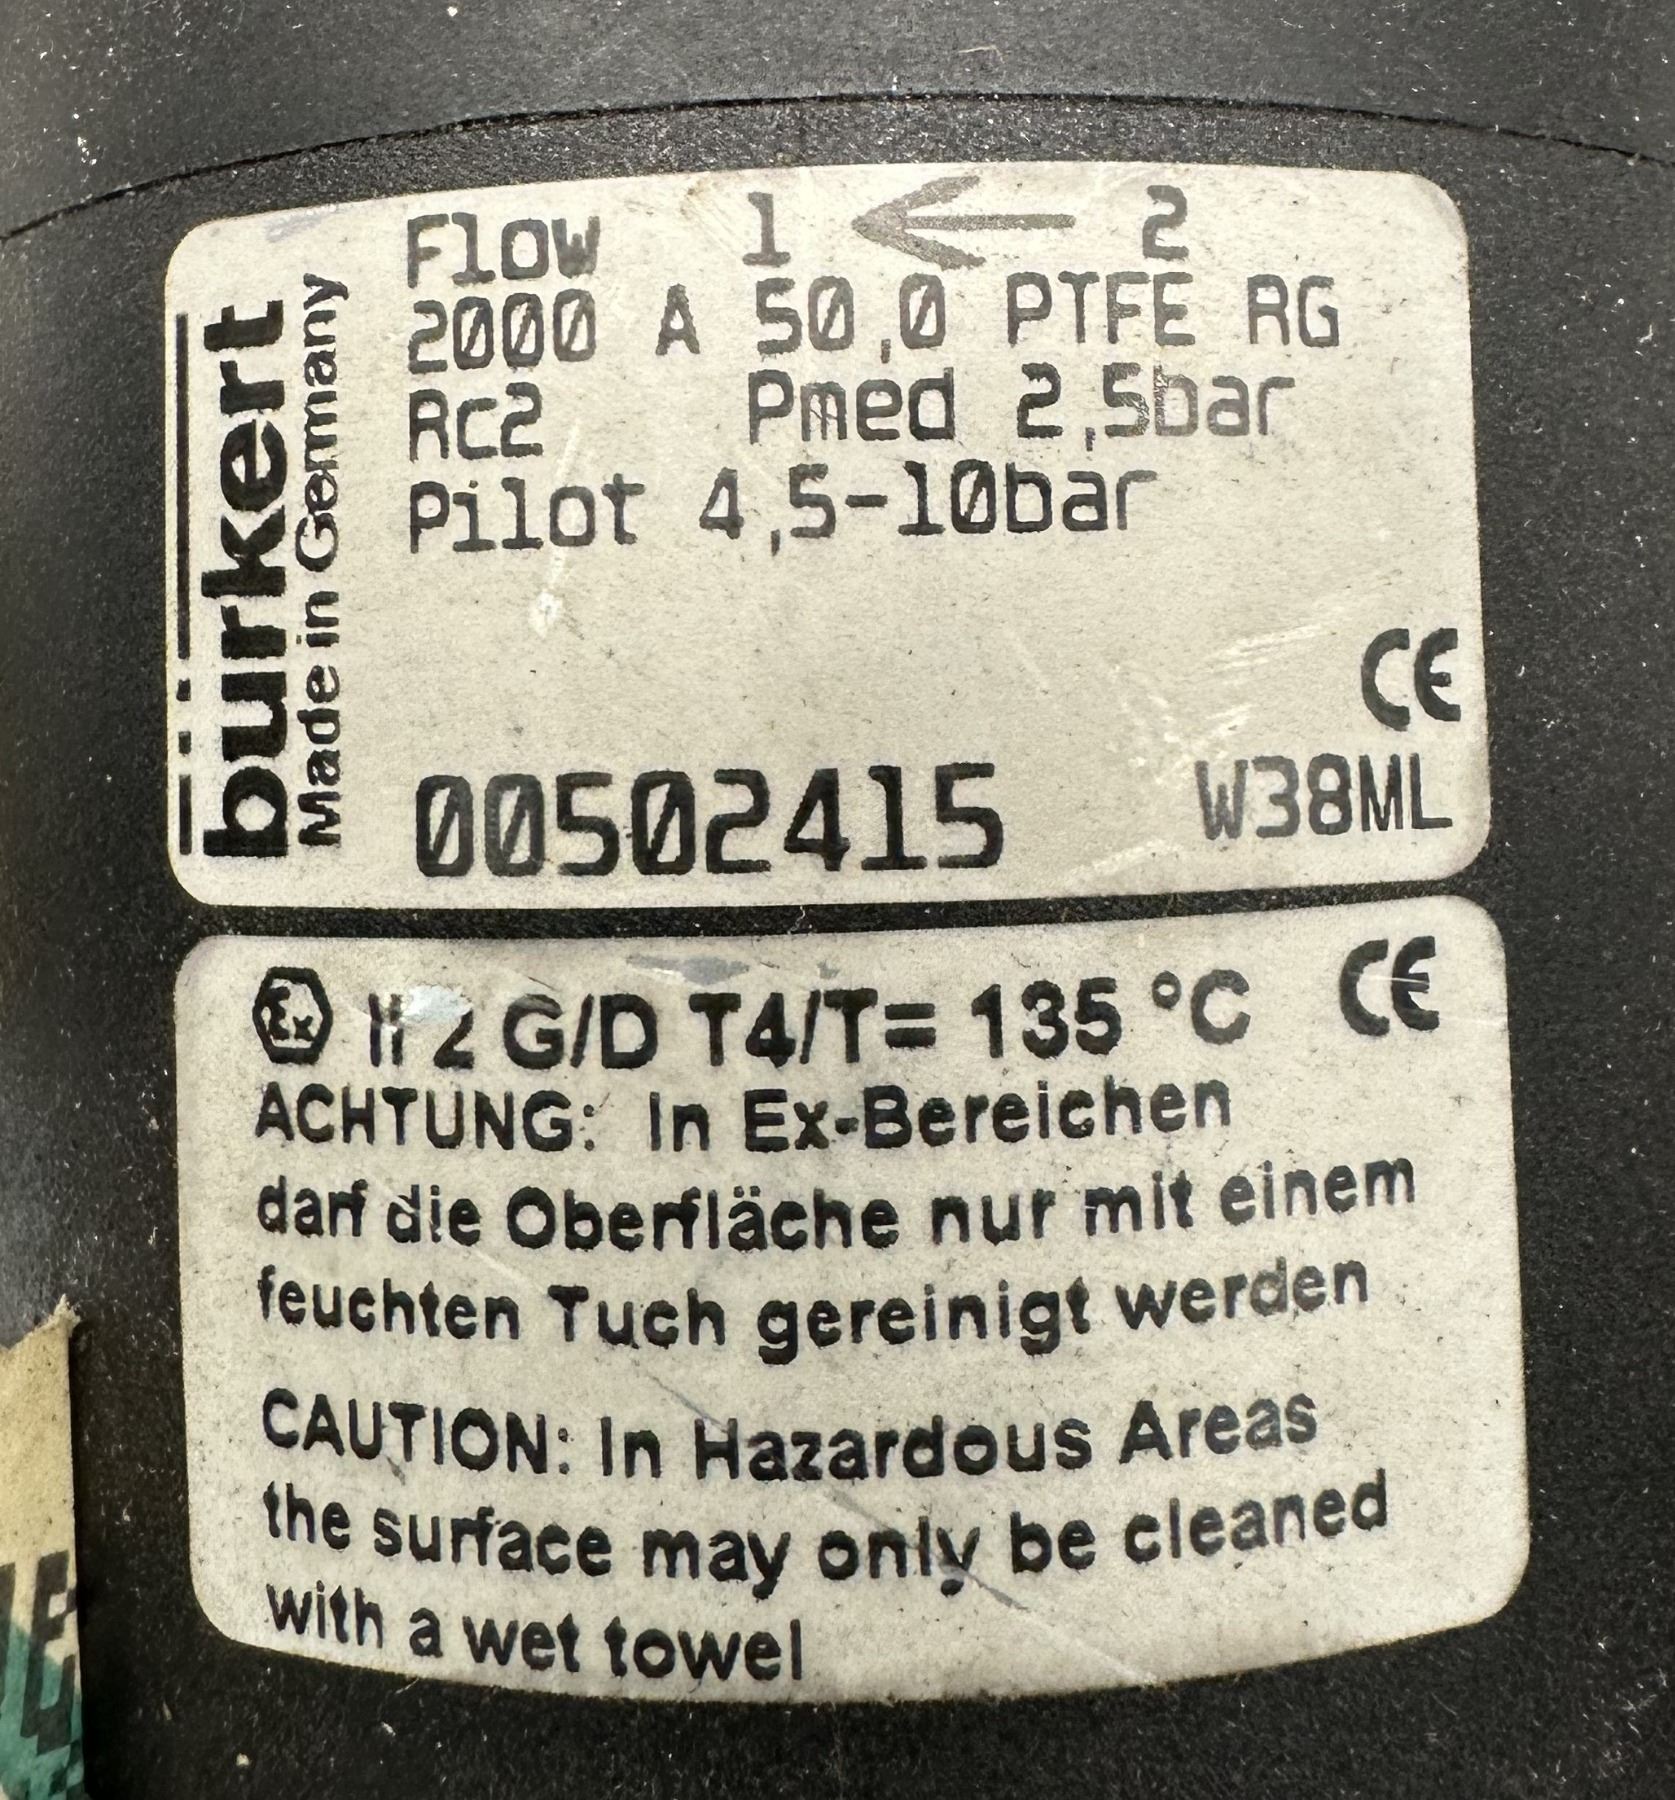 bürkert
Made in Germany
Flow 1 ← 2
2000 A 50,0 PTFE RG
Rc2 Pmed 2,5bar
Pilot 4,5-10bar
CE
00502415 W38ML
Ex II 2 G/D T4/T= 135 °C CE
ACHTUNG: In Ex-Bereichen
darf die Oberfläche nur mit einem
feuchten Tuch gereinigt werden
CAUTION: In Hazardous Areas
the surface may only be cleaned
with a wet towel